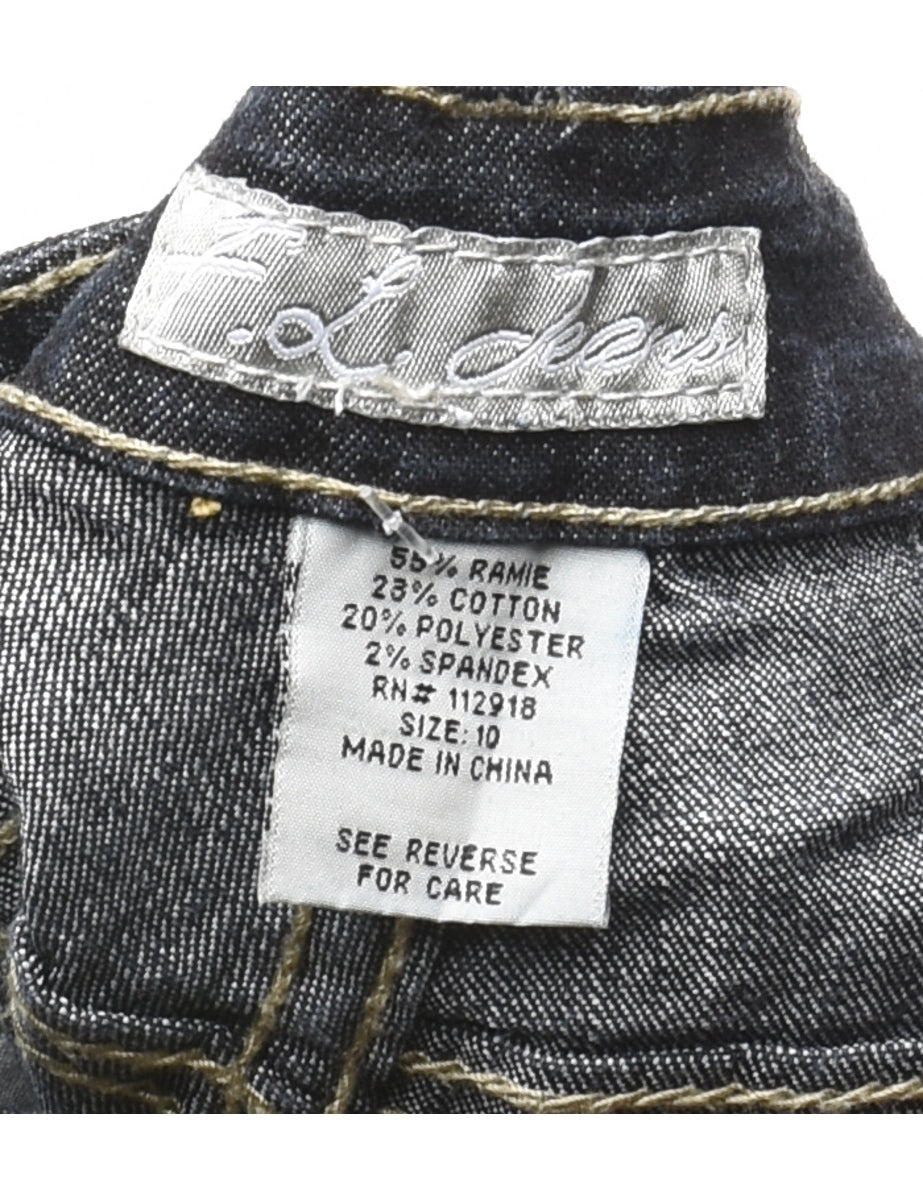 .L. Jeans
55% RAMIE
23% COTTON
20% POLYESTER
2% SPANDEX
RN# 112918
SIZE: 10
MADE IN CHINA
SEE REVERSE
FOR CARE